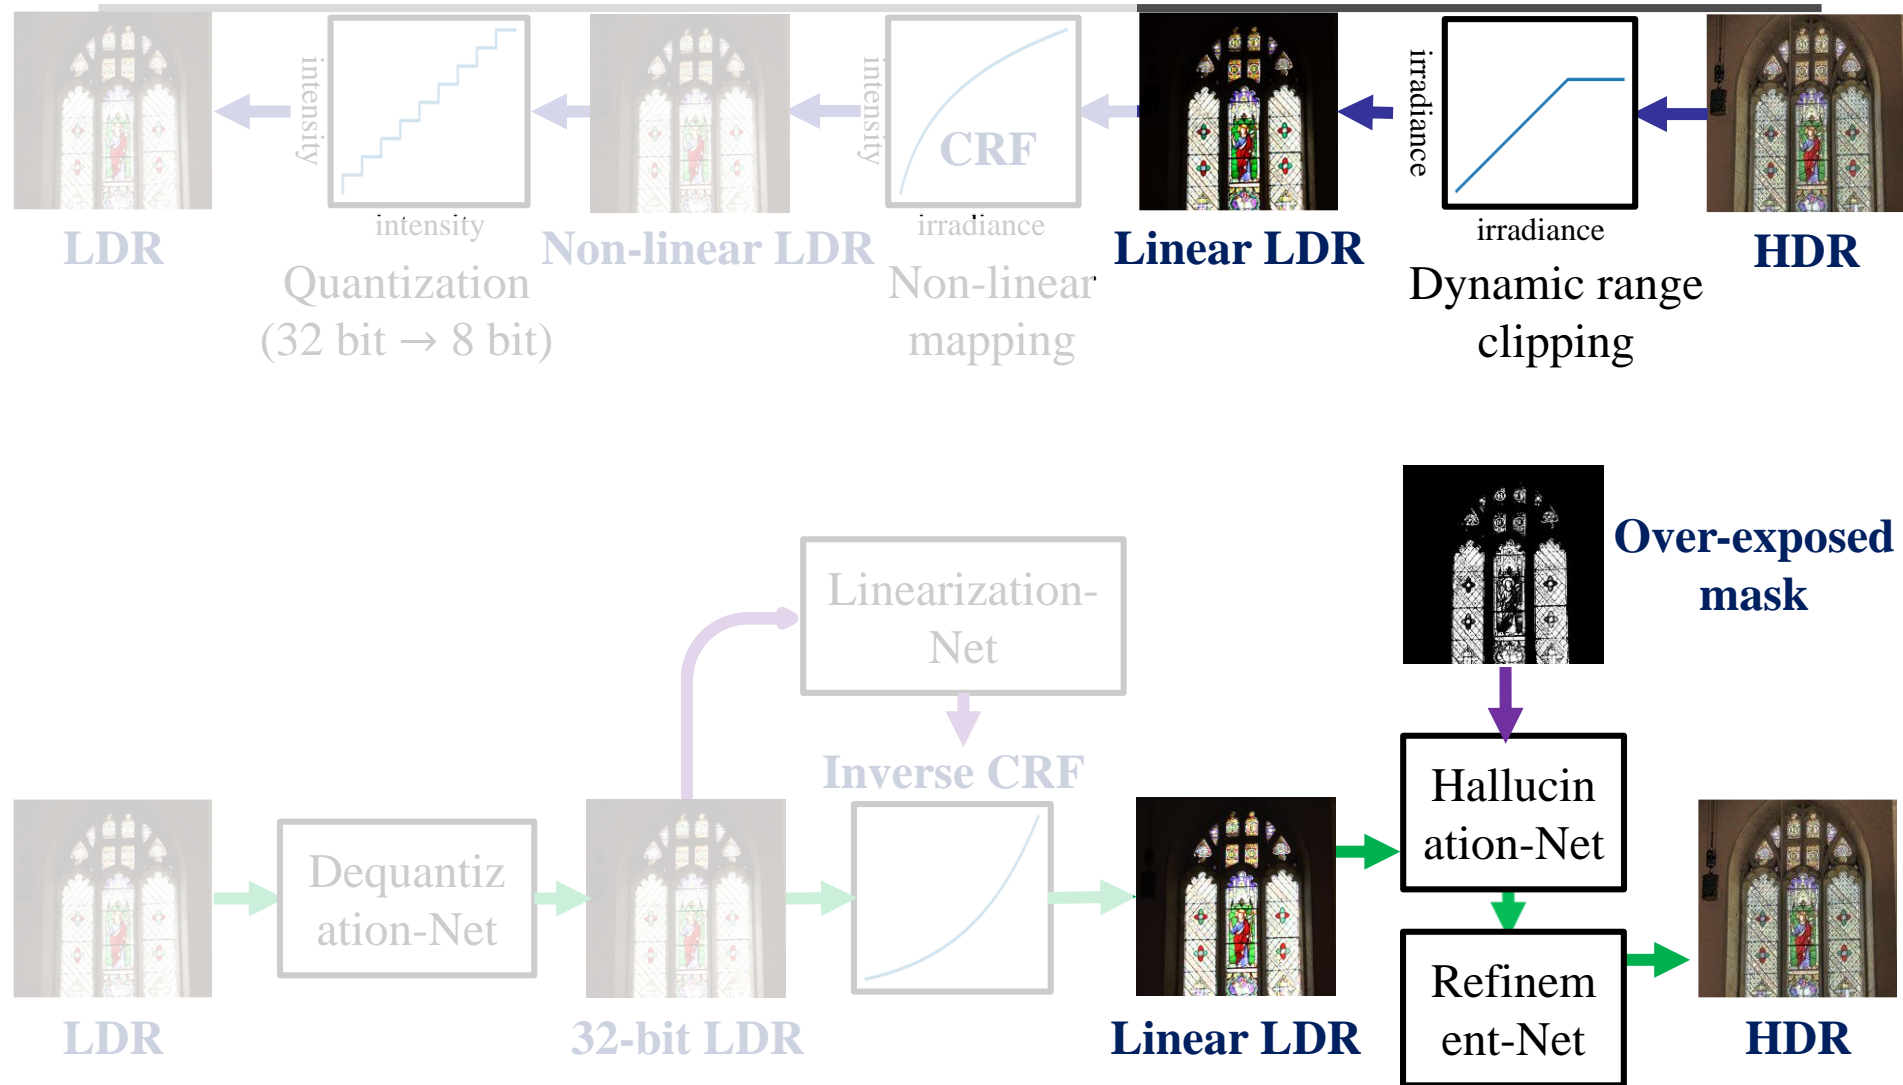 intensity
intensity
LDR
Quantization
(32 bit → 8 bit)
Non-linear LDR
intensity
CRF
irradiance
Non-linear
mapping
Linear LDR
irradiance
irradiance
Dynamic range
clipping
HDR
Over-exposed
mask
Linearization-
Net
Inverse CRF
LDR
Dequantiz
ation-Net
32-bit LDR
Linear LDR
Hallucin
ation-Net
Refinem
ent-Net
HDR